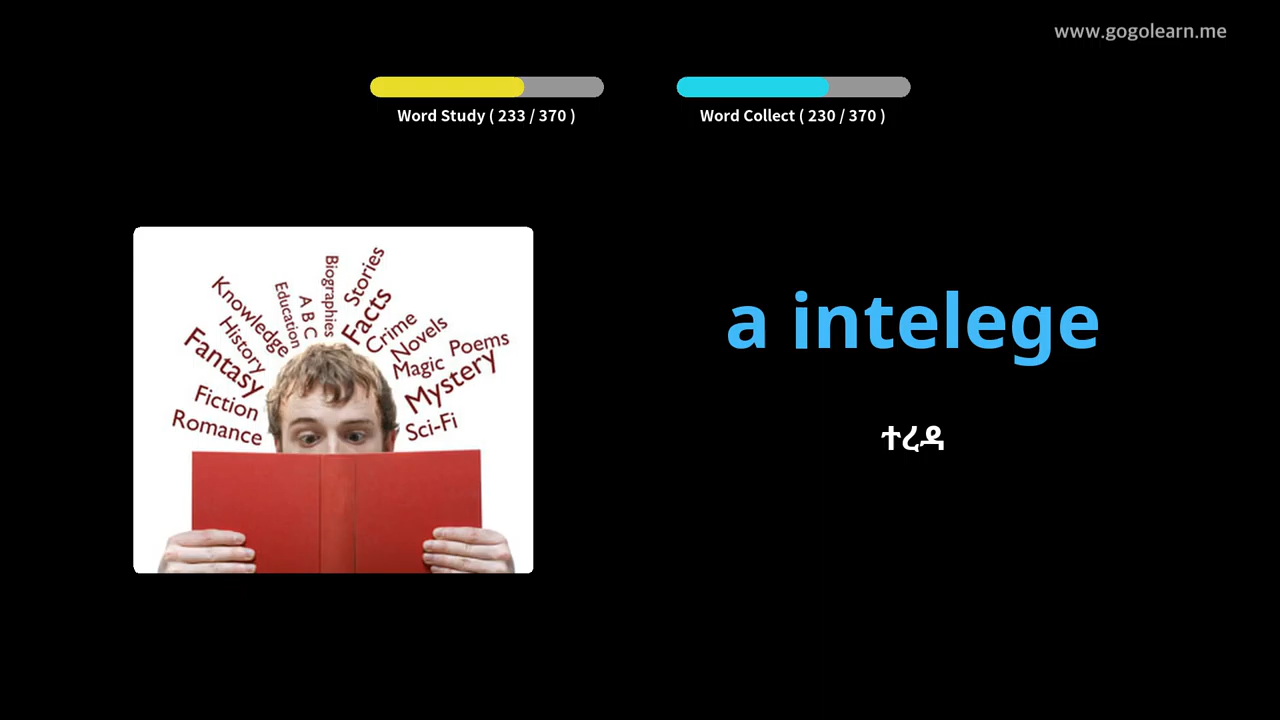 www.gogolearn.me
Word Study ( 233 / 370 )
Word Collect ( 230 / 370 )
Knowledge
History
Fantasy
Fiction
Romance
Education
A B C
Biographies
Stories
Facts
Crime
Novels
Magic
Poems
Mystery
Sci-Fi
a intelege
ተረዳ